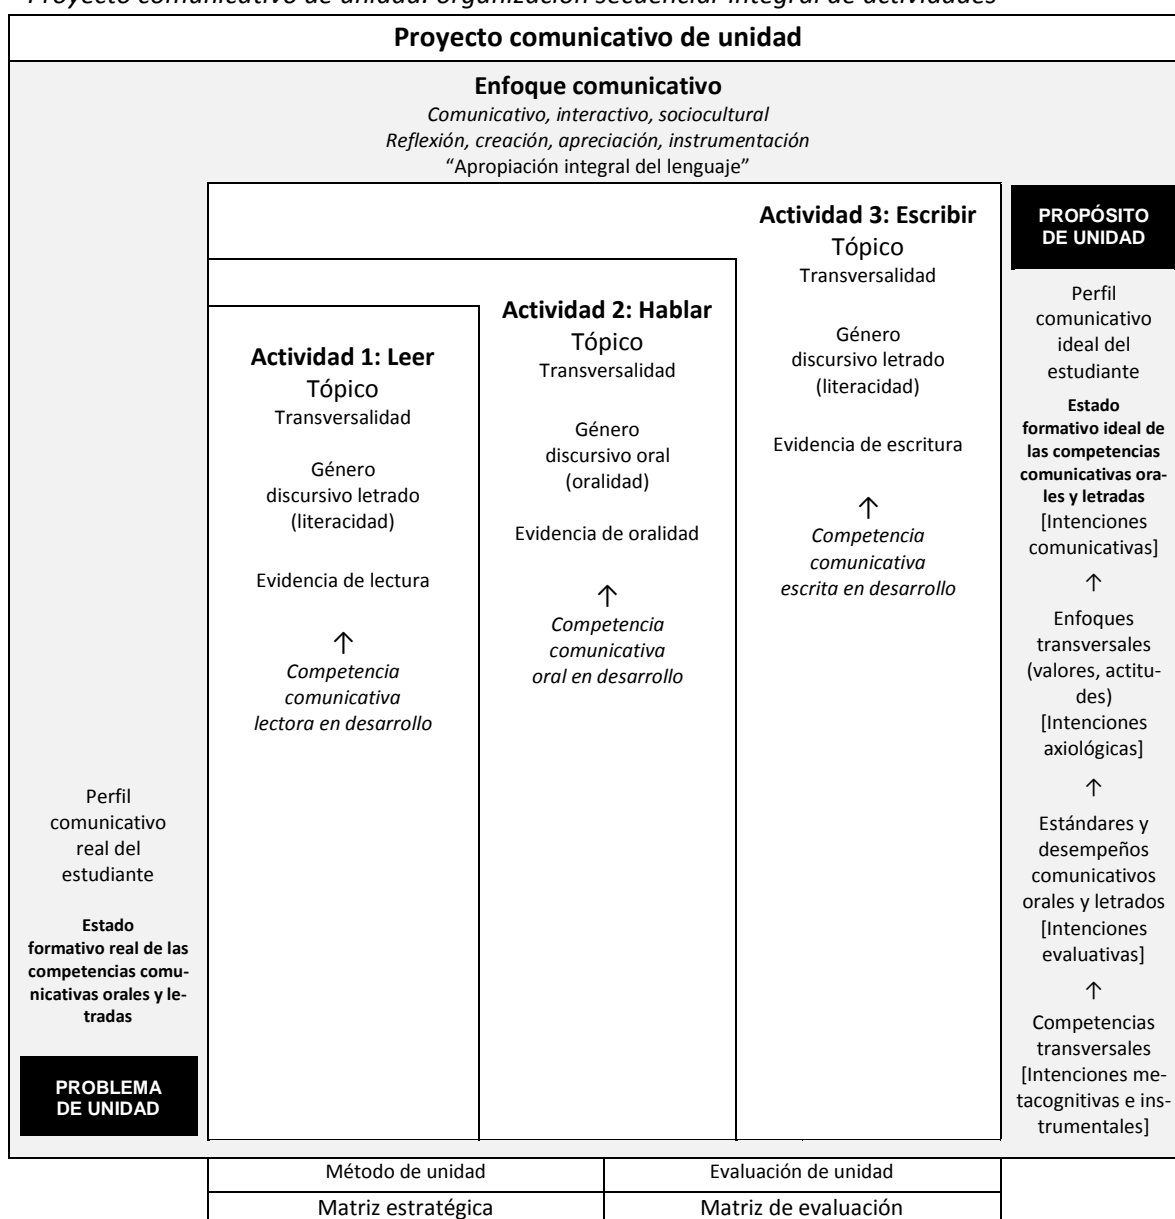 Proyecto comunicativo de unidad: organización secuencial integral de actividades
Proyecto comunicativo de unidad
Enfoque comunicativo
Comunicativo, interactivo, sociocultural
Reflexión, creación, apreciación, instrumentación
“Apropiación integral del lenguaje”
Perfil
comunicativo
real del
estudiante
Estado
formativo real de las
competencias comu-
nicativas orales y le-
tradas
PROBLEMA
DE UNIDAD
Actividad 1: Leer
Tópico
Transversalidad
Género
discursivo letrado
(literacidad)
Evidencia de lectura
↑
Competencia
comunicativa
lectora en desarrollo
Actividad 2: Hablar
Tópico
Transversalidad
Género
discursivo oral
(oralidad)
Evidencia de oralidad
↑
Competencia
comunicativa
oral en desarrollo
Actividad 3: Escribir
Tópico
Transversalidad
Género
discursivo letrado
(literacidad)
Evidencia de escritura
↑
Competencia
comunicativa
escrita en desarrollo
PROPÓSITO
DE UNIDAD
Perfil
comunicativo
ideal del
estudiante
Estado
formativo ideal de
las competencias
comunicativas ora-
les y letradas
[Intenciones
comunicativas]
↑
Enfoques
transversales
(valores, actitu-
des)
[Intenciones
axiológicas]
↑
Estándares y
desempeños
comunicativos
orales y letrados
[Intenciones
evaluativas]
↑
Competencias
transversales
[Intenciones me-
tacognitivas e ins-
trumentales]
Método de unidad
Evaluación de unidad
Matriz estratégica
Matriz de evaluación